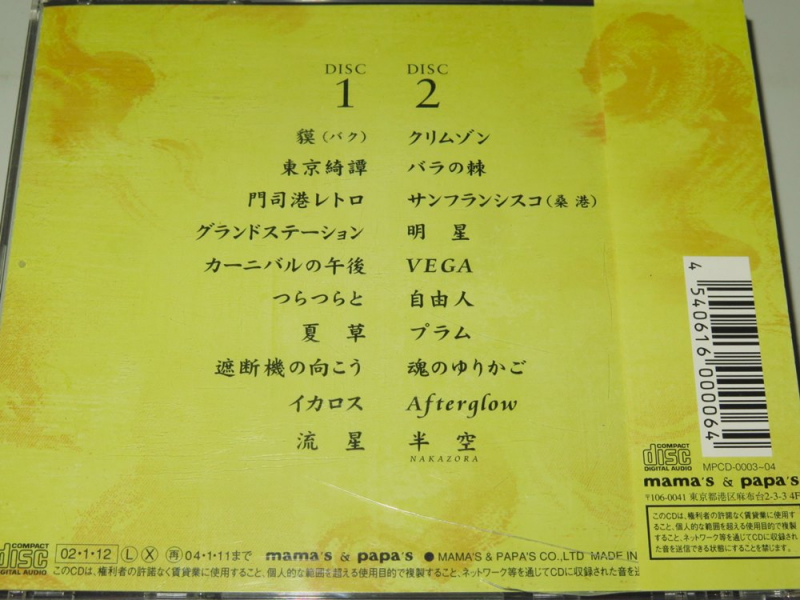 DISC
1
貘（バク）
東京綺譚
門司港レトロ
グランドステーション
カーニバルの午後
つらつらと
夏草
遮断機の向こう
イカロス
流星
DISC
2
クリムゾン
バラの棘
サンフランシスコ（桑港）
明星
VEGA
自由人
プラム
魂のゆりかご
Afterglow
半空
NAKAZORA
4 540616 000064
COMPACT
disc
DIGITAL AUDIO
MPCD-0003~04
mama's & papa's
〒106-0041 東京都港区麻布台2-3-3 4F
このCDは、権利者の許諾なく賃貸業に使用す
ること、個人的な範囲を超える使用目的で複製
すること、ネットワーク等を通じてCDに収録され
た音を送信できる状態にすることを禁じます。
COMPACT
disc
DIGITAL AUDIO
02・1・12 Ⓛ Ⓧ 再 04・1・11まで mama's & papa's ● MAMA'S & PAPA'S CO.,LTD MADE IN
このCDは、権利者の許諾なく賃貸業に使用すること、個人的な範囲を超える使用目的で複製すること、ネットワーク等を通じてCDに収録された音を送